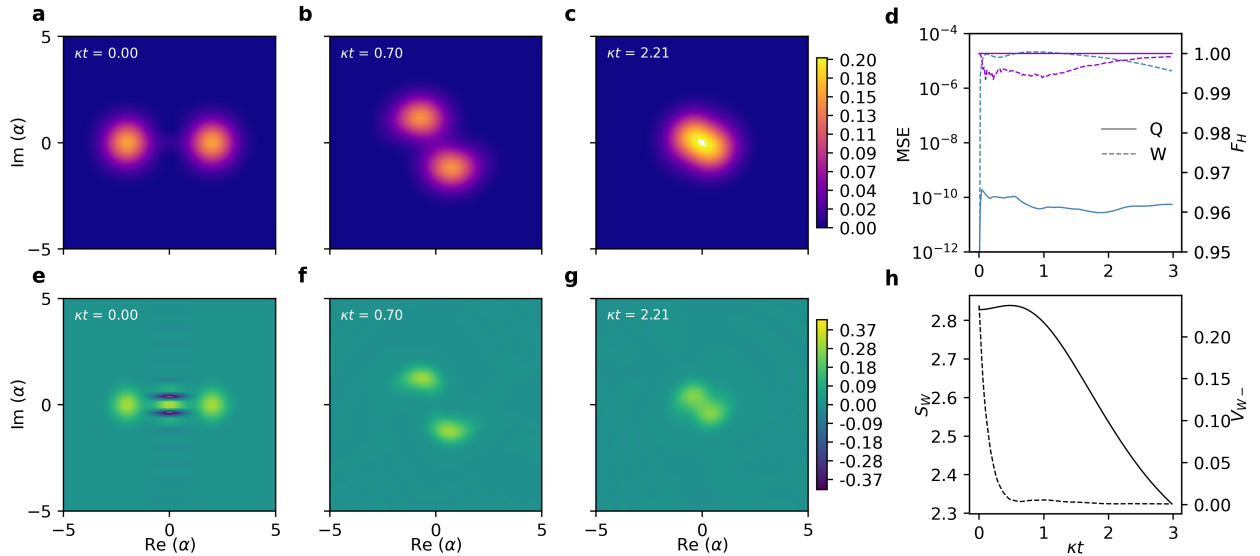 a
b
c
d
κt = 0.00
κt = 0.70
κt = 2.21
5
0
−5
Im (α)
0.20
0.18
0.15
0.13
0.11
0.09
0.07
0.04
0.02
0.00
10⁻⁴
10⁻⁶
10⁻⁸
10⁻¹⁰
10⁻¹²
MSE
Q
W
1.00
0.99
0.98
0.97
0.96
0.95
F_H
0
1
2
3
e
f
g
h
κt = 0.00
κt = 0.70
κt = 2.21
5
0
−5
Im (α)
−5
0
5
Re (α)
−5
0
5
Re (α)
−5
0
5
Re (α)
0.37
0.28
0.18
0.09
0.00
-0.09
-0.18
-0.28
-0.37
2.8
2.7
2.6
2.5
2.4
2.3
S_W
0.20
0.15
0.10
0.05
0.00
V_{W−}
0
1
2
3
κt